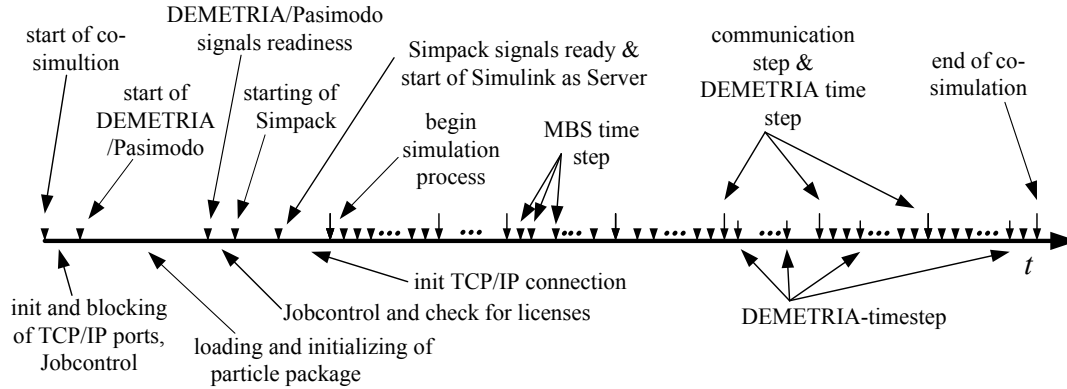 start of co-
simultion
start of
DEMETRIA
/Pasimodo
DEMETRIA/Pasimodo
signals readiness
starting of
Simpack
Simpack signals ready &
start of Simulink as Server
begin
simulation
process
MBS time
step
communication
step &
DEMETRIA time
step
end of co-
simulation
t
init and blocking
of TCP/IP ports,
Jobcontrol
loading and initializing of
particle package
Jobcontrol and check for licenses
init TCP/IP connection
DEMETRIA-timestep